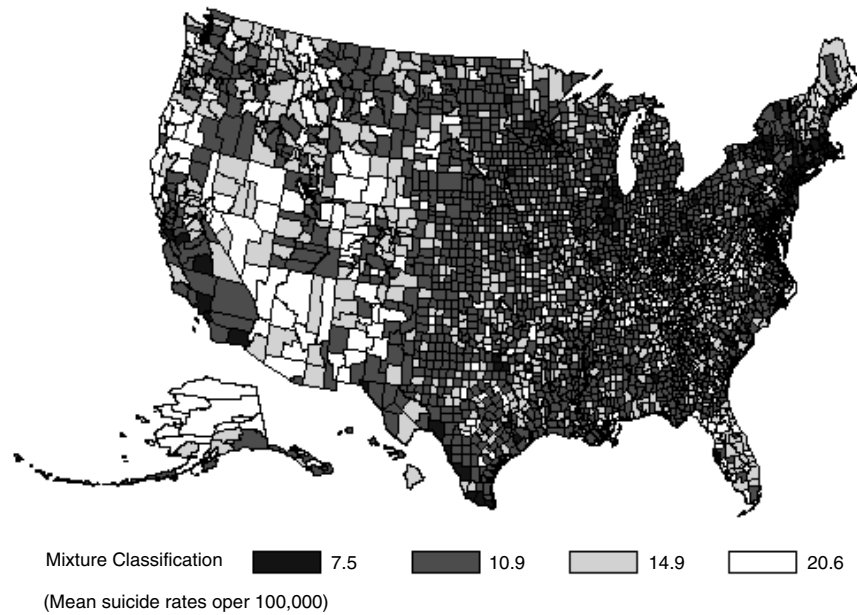 Mixture Classification 7.5 10.9 14.9 20.6
(Mean suicide rates oper 100,000)